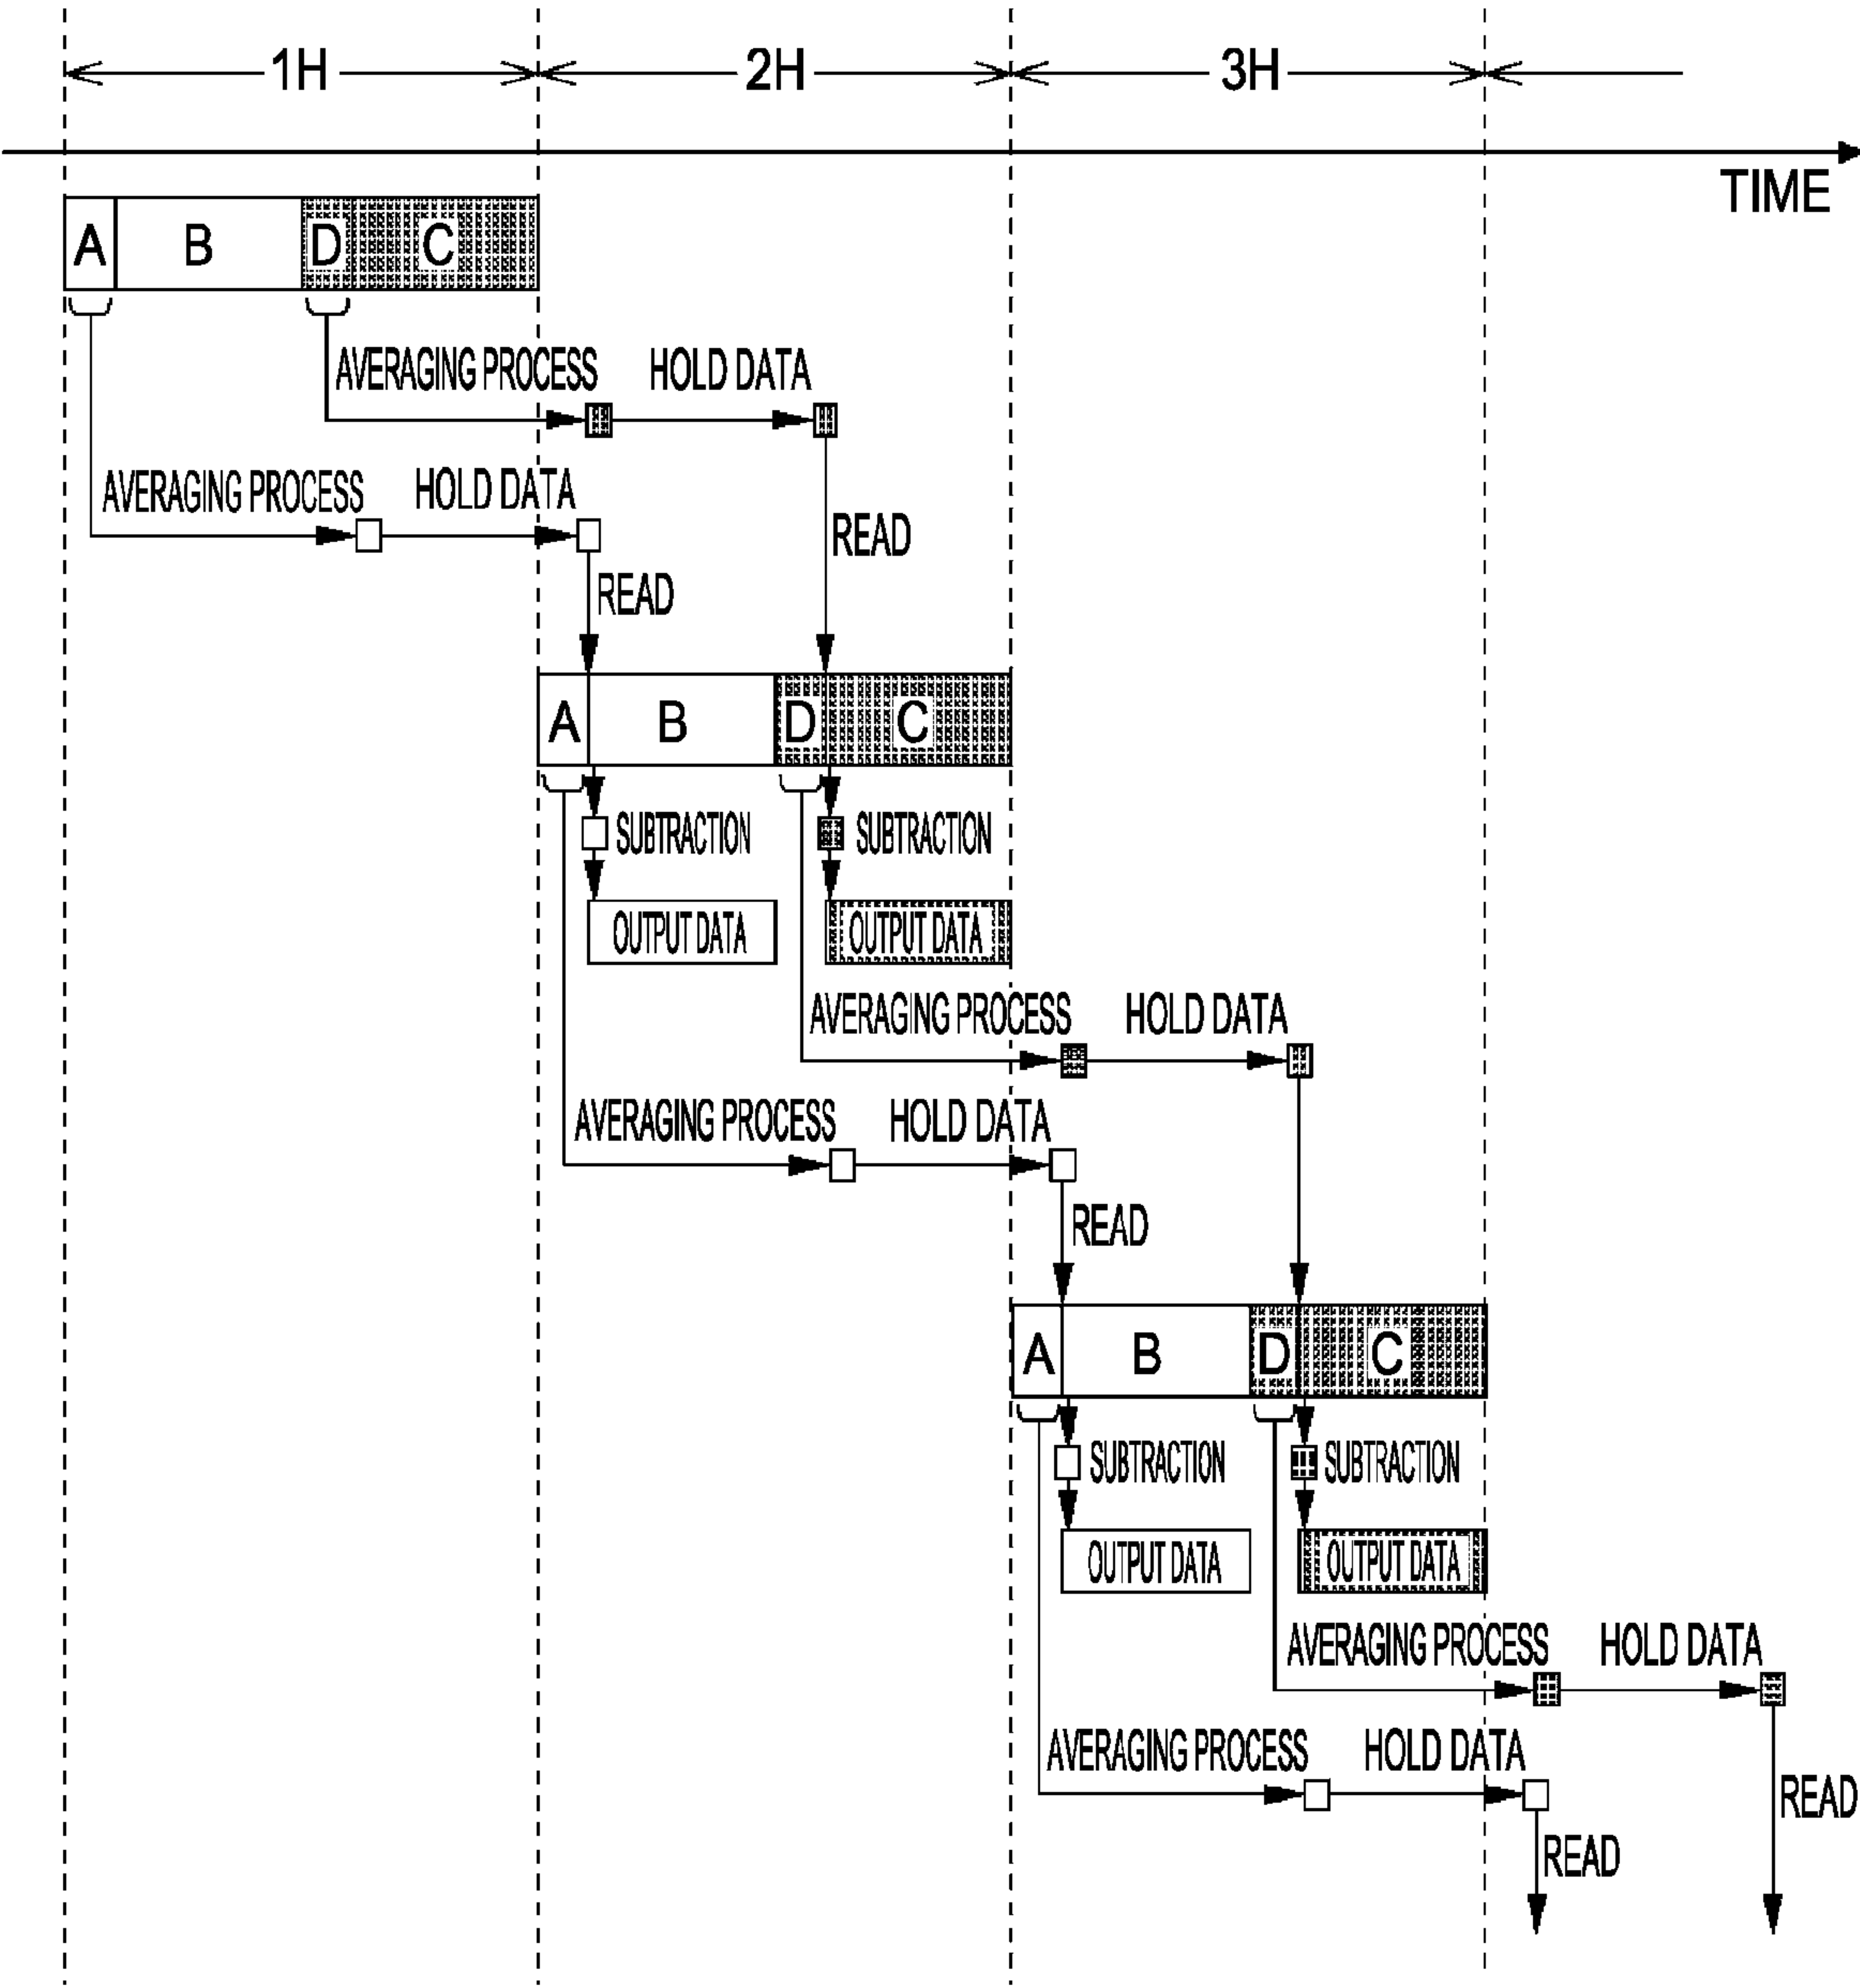 1H 2H 3H
TIME
A B D C
AVERAGING PROCESS HOLD DATA
AVERAGING PROCESS HOLD DATA
READ
READ
A B D C
SUBTRACTION SUBTRACTION
OUTPUT DATA OUTPUT DATA
AVERAGING PROCESS HOLD DATA
AVERAGING PROCESS HOLD DATA
READ
A B D C
SUBTRACTION SUBTRACTION
OUTPUT DATA OUTPUT DATA
AVERAGING PROCESS HOLD DATA
AVERAGING PROCESS HOLD DATA
READ
READ